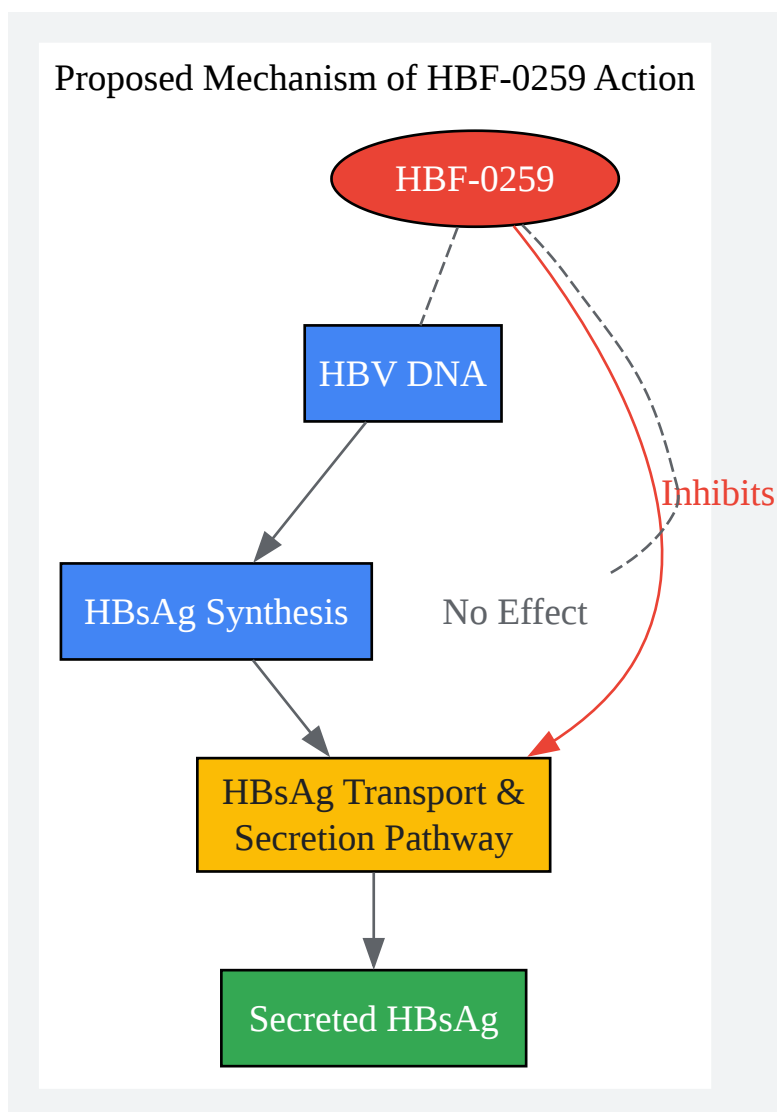 Proposed Mechanism of HBF-0259 Action
HBF-0259
HBV DNA
Inhibits
HBsAg Synthesis
No Effect
HBsAg Transport &
Secretion Pathway
Secreted HBsAg